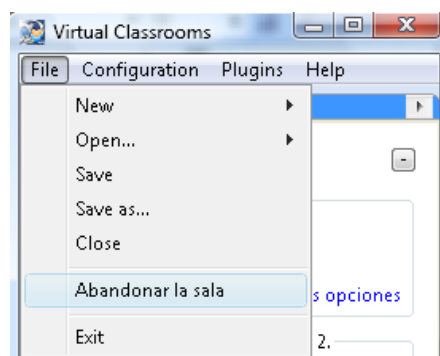 Virtual Classrooms
File Configuration Plugins Help
New
Open...
Save
Save as...
Close
Abandonar la sala
s opciones
Exit
2.